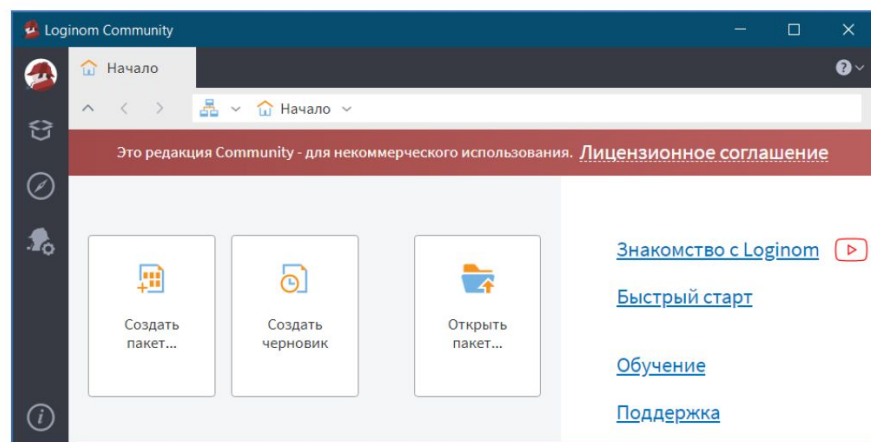 Loginom Community
Начало
Начало
Это редакция Community - для некоммерческого использования. Лицензионное соглашение
Создать
пакет...
Создать
черновик
Открыть
пакет...
Знакомство с Loginom
Быстрый старт
Обучение
Поддержка